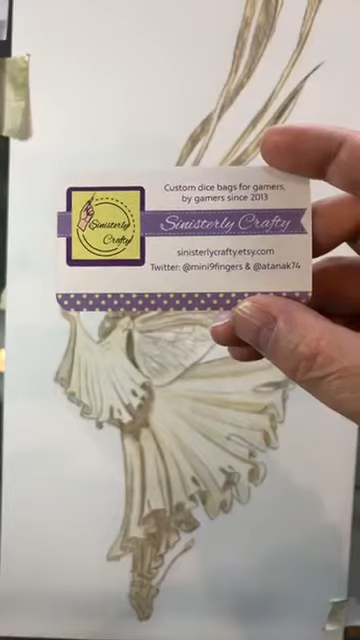 Custom dice bags for gamers,
by gamers since 2013
Sinisterly
Crafty
Sinisterly Crafty
sinisterlycrafty.etsy.com
Twitter: @mini9fingers & @atanak74